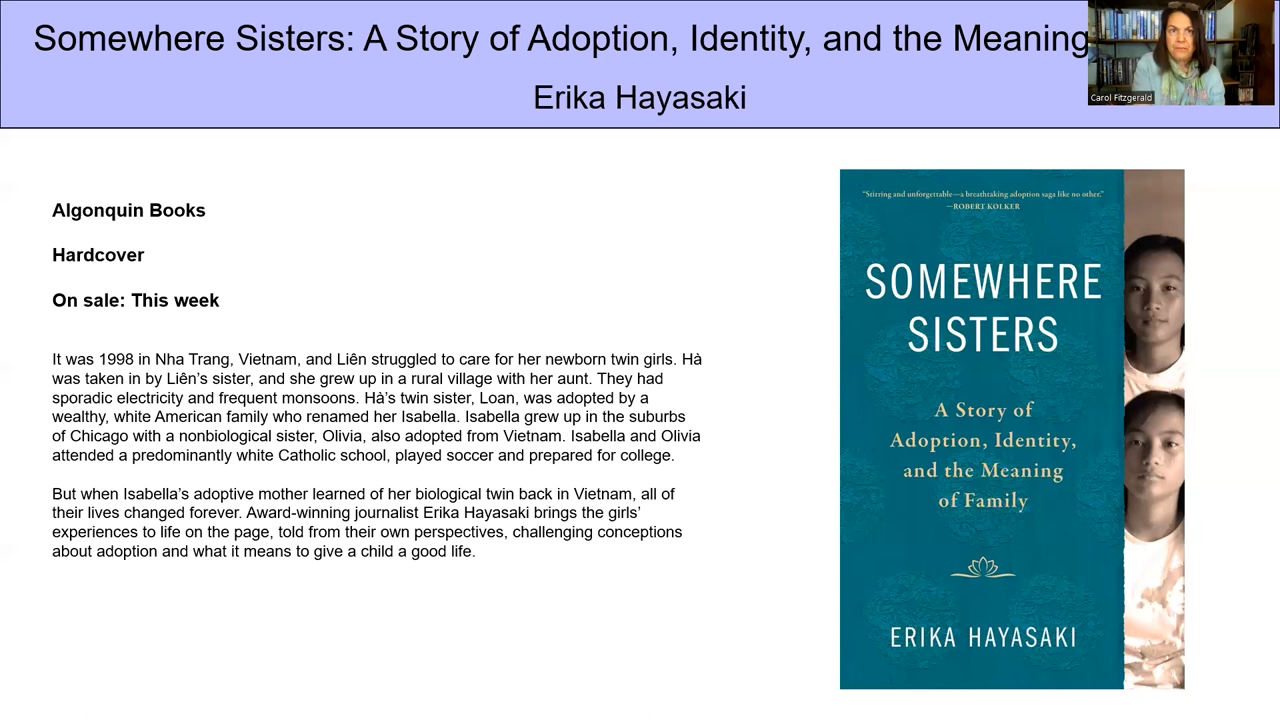 Somewhere Sisters: A Story of Adoption, Identity, and the Meaning
Erika Hayasaki
Carol Fitzgerald
Algonquin Books
Hardcover
On sale: This week
It was 1998 in Nha Trang, Vietnam, and Liên struggled to care for her newborn twin girls. Hà
was taken in by Liên's sister, and she grew up in a rural village with her aunt. They had
sporadic electricity and frequent monsoons. Hà's twin sister, Loan, was adopted by a
wealthy, white American family who renamed her Isabella. Isabella grew up in the suburbs
of Chicago with a nonbiological sister, Olivia, also adopted from Vietnam. Isabella and Olivia
attended a predominantly white Catholic school, played soccer and prepared for college.
But when Isabella's adoptive mother learned of her biological twin back in Vietnam, all of
their lives changed forever. Award-winning journalist Erika Hayasaki brings the girls'
experiences to life on the page, told from their own perspectives, challenging conceptions
about adoption and what it means to give a child a good life.
"Stirring and unforgettable—a breathtaking adoption saga like no other."
—ROBERT KOLKER
SOMEWHERE
SISTERS
A Story of
Adoption, Identity,
and the Meaning
of Family
ERIKA HAYASAKI